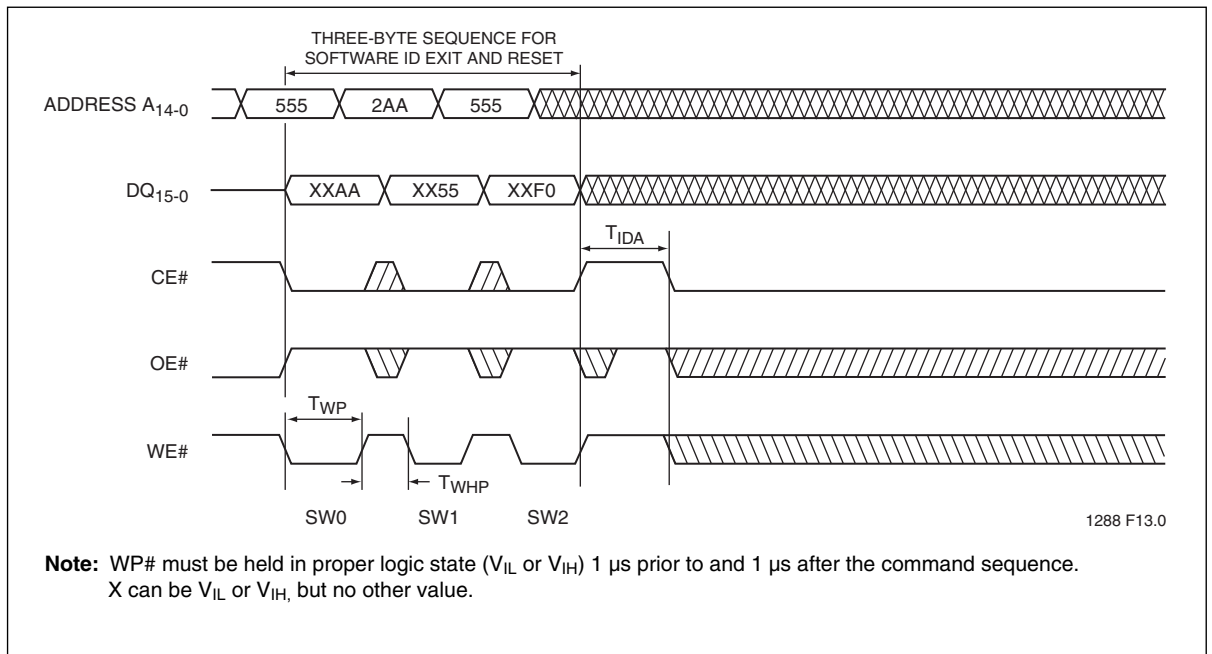 THREE-BYTE SEQUENCE FOR
SOFTWARE ID EXIT AND RESET
ADDRESS A14-0
555
2AA
555
DQ15-0
XXAA
XX55
XXF0
TIDA
CE#
OE#
TWP
WE#
TWHP
SW0
SW1
SW2
1288 F13.0
Note: WP# must be held in proper logic state (VIL or VIH) 1 µs prior to and 1 µs after the command sequence.
X can be VIL or VIH, but no other value.